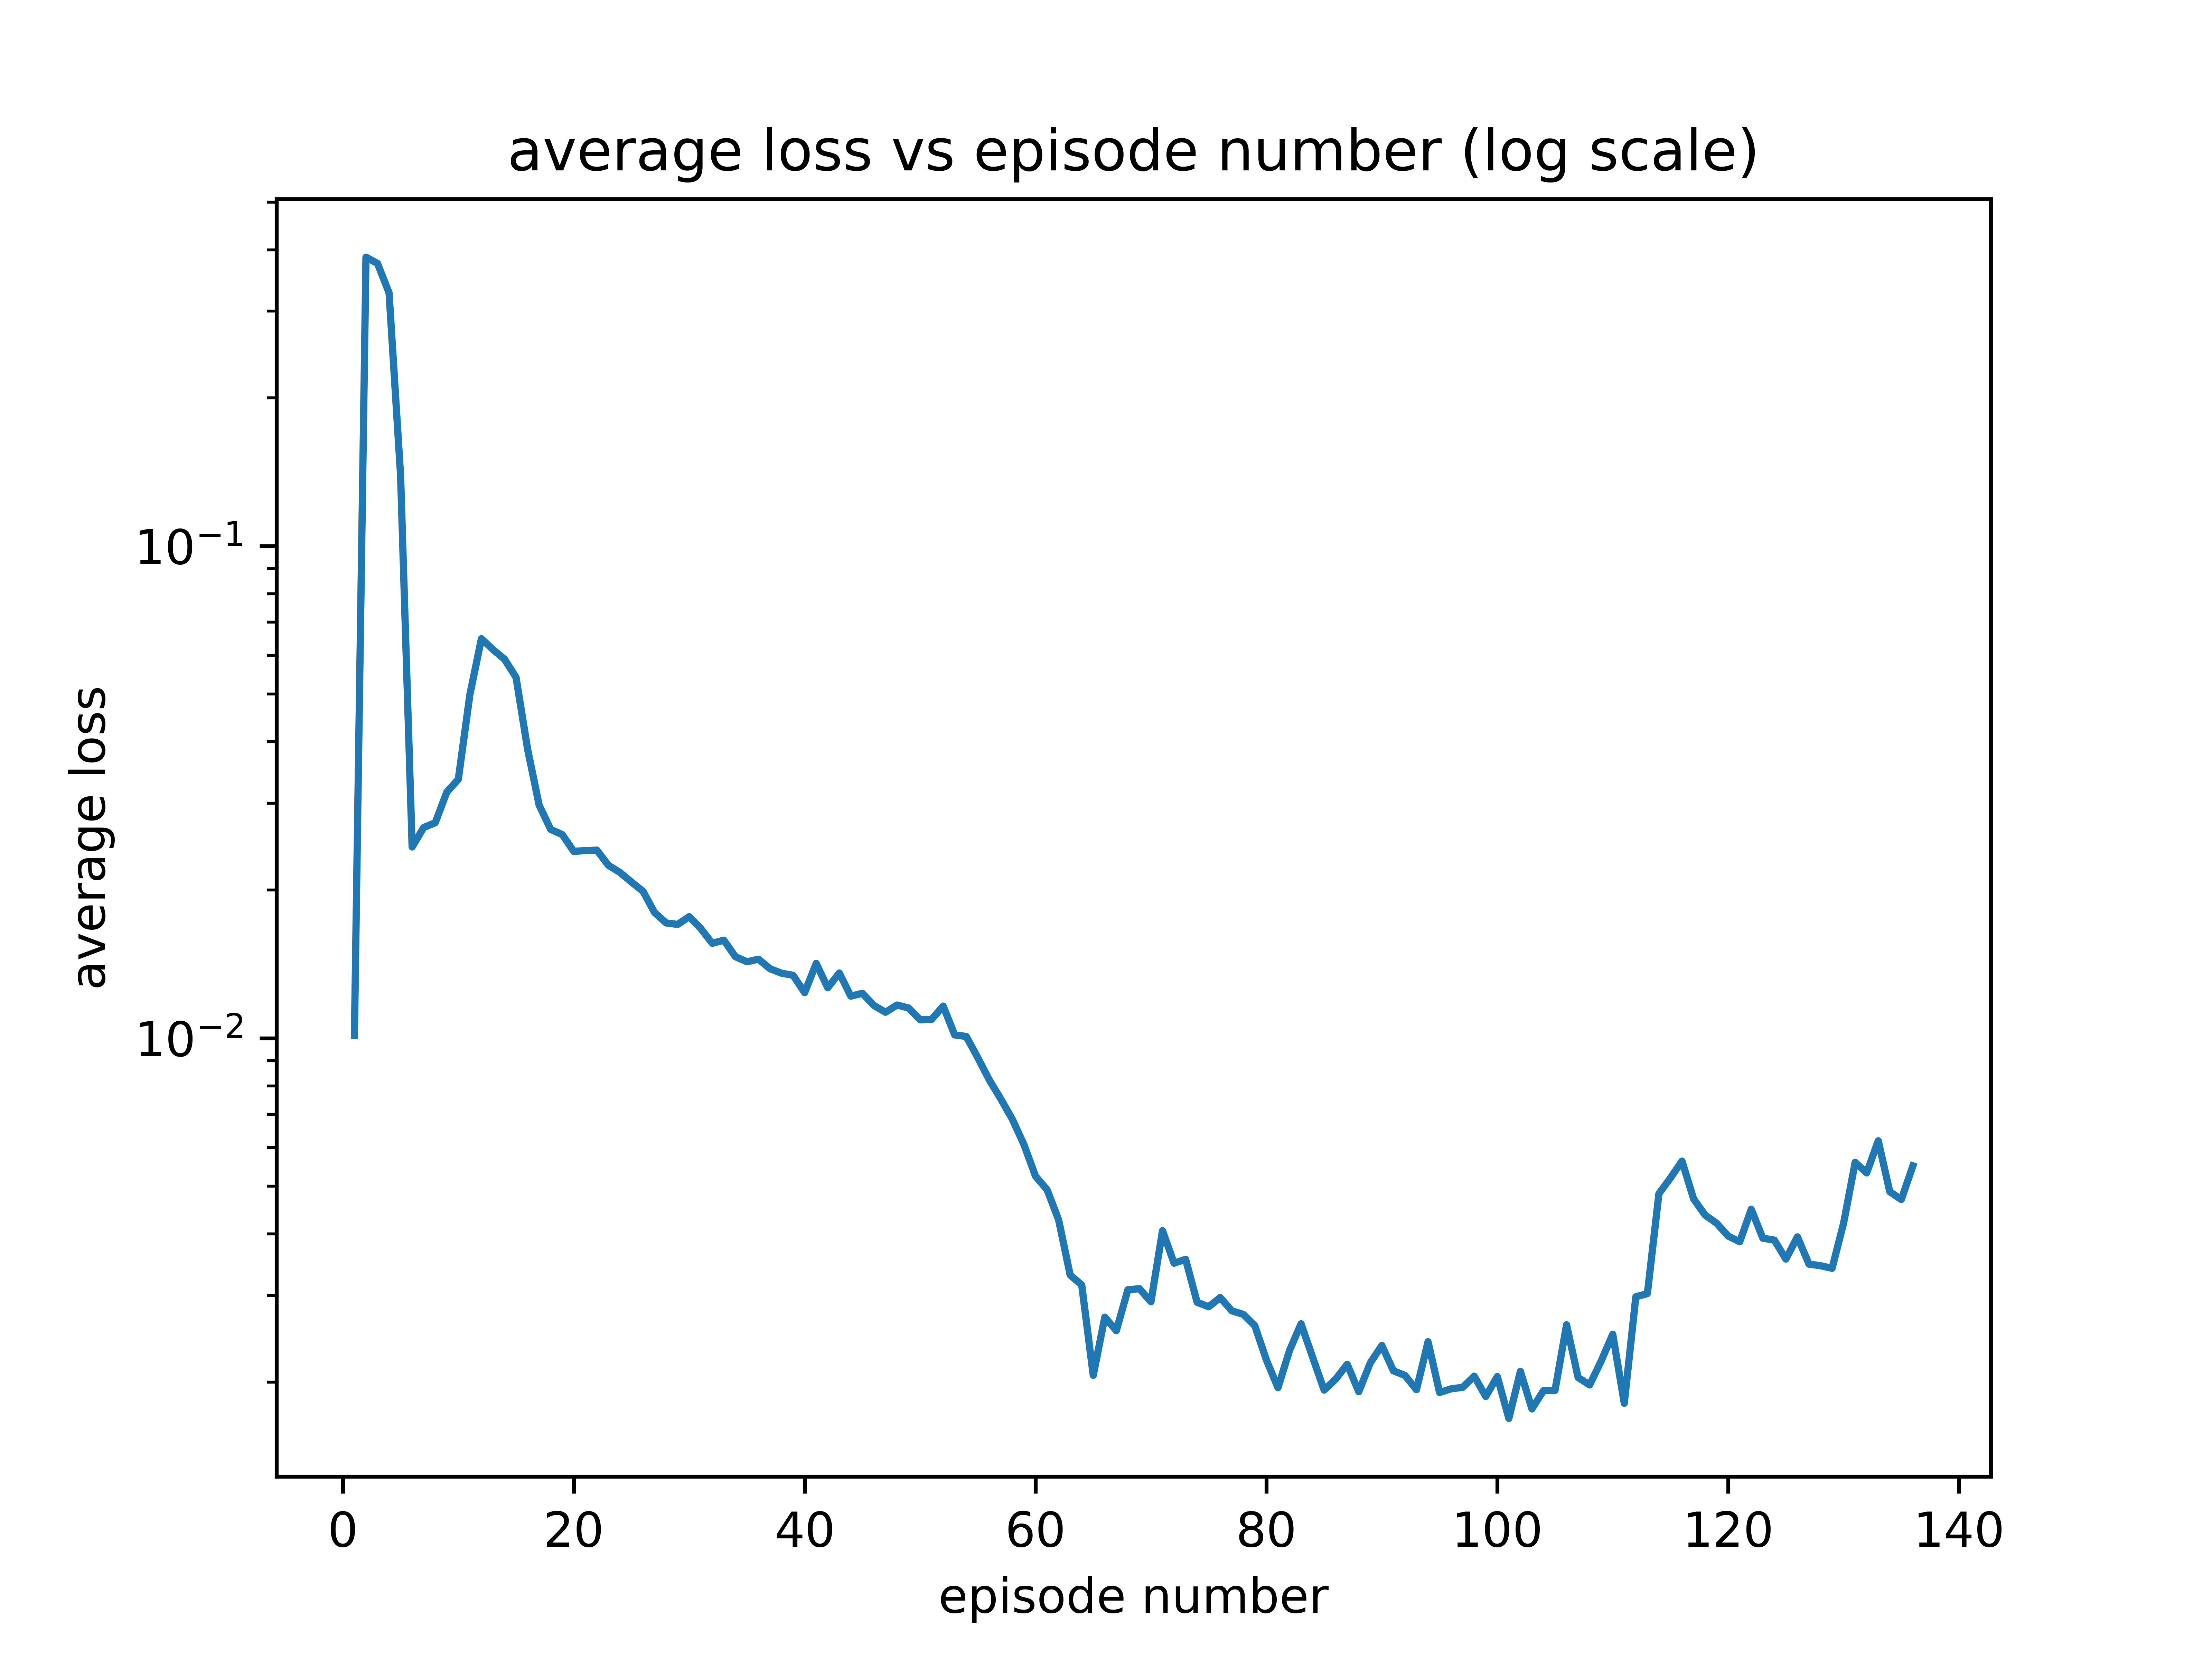 average loss vs episode number (log scale)
average loss
10⁻¹
10⁻²
0 20 40 60 80 100 120 140
episode number